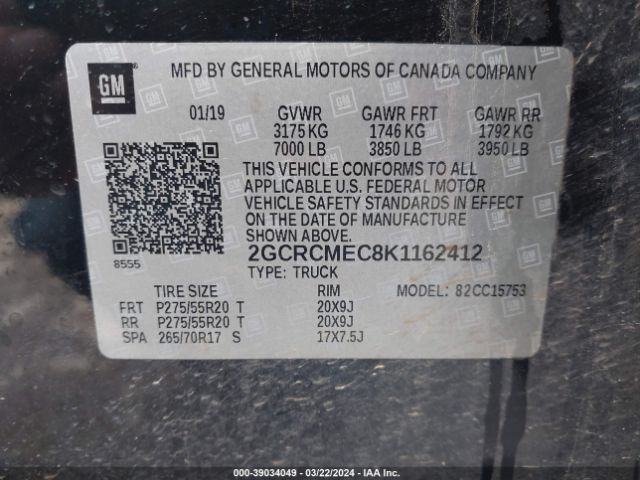 GM MFD BY GENERAL MOTORS OF CANADA COMPANY
01/19 GVWR GAWR FRT GAWR RR
3175 KG 1746 KG 1792 KG
7000 LB 3850 LB 3950 LB
THIS VEHICLE CONFORMS TO ALL
APPLICABLE U.S. FEDERAL MOTOR
VEHICLE SAFETY STANDARDS IN EFFECT
ON THE DATE OF MANUFACTURE
SHOWN ABOVE.
8555
2GCRCMEC8K1162412
TYPE: TRUCK
TIRE SIZE RIM MODEL: 82CC15753
FRT P275/55R20 T 20X9J
RR P275/55R20 T 20X9J
SPA 265/70R17 S 17X7.5J
000-39034049 - 03/22/2024 - IAA Inc.